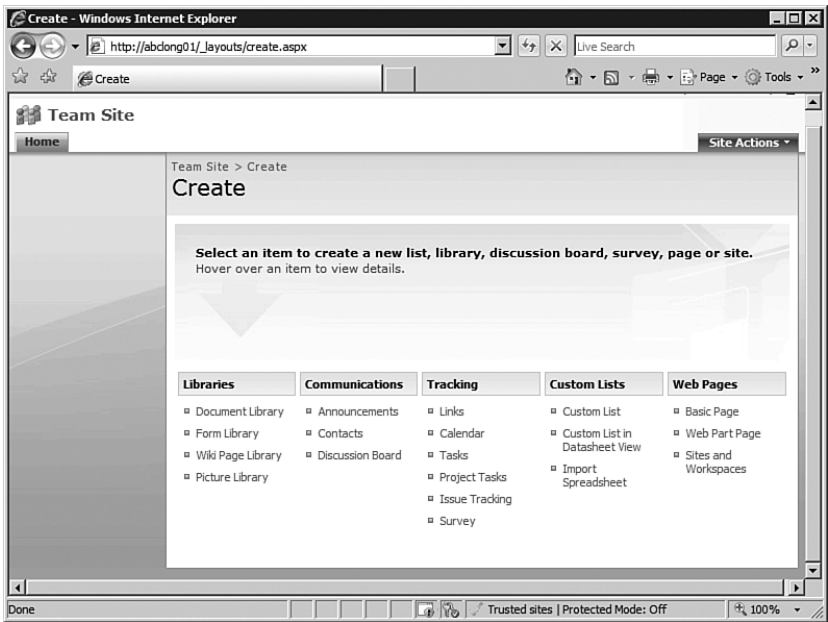 Create - Windows Internet Explorer
http://abclong01/_layouts/create.aspx
Live Search
Create
Page
Tools
Team Site
Home
Site Actions
Team Site > Create
Create
Select an item to create a new list, library, discussion board, survey, page or site.
Hover over an item to view details.
Libraries
Document Library
Form Library
Wiki Page Library
Picture Library
Communications
Announcements
Contacts
Discussion Board
Tracking
Links
Calendar
Tasks
Project Tasks
Issue Tracking
Survey
Custom Lists
Custom List
Custom List in
Datasheet View
Import
Spreadsheet
Web Pages
Basic Page
Web Part Page
Sites and
Workspaces
Done
Trusted sites | Protected Mode: Off
100%